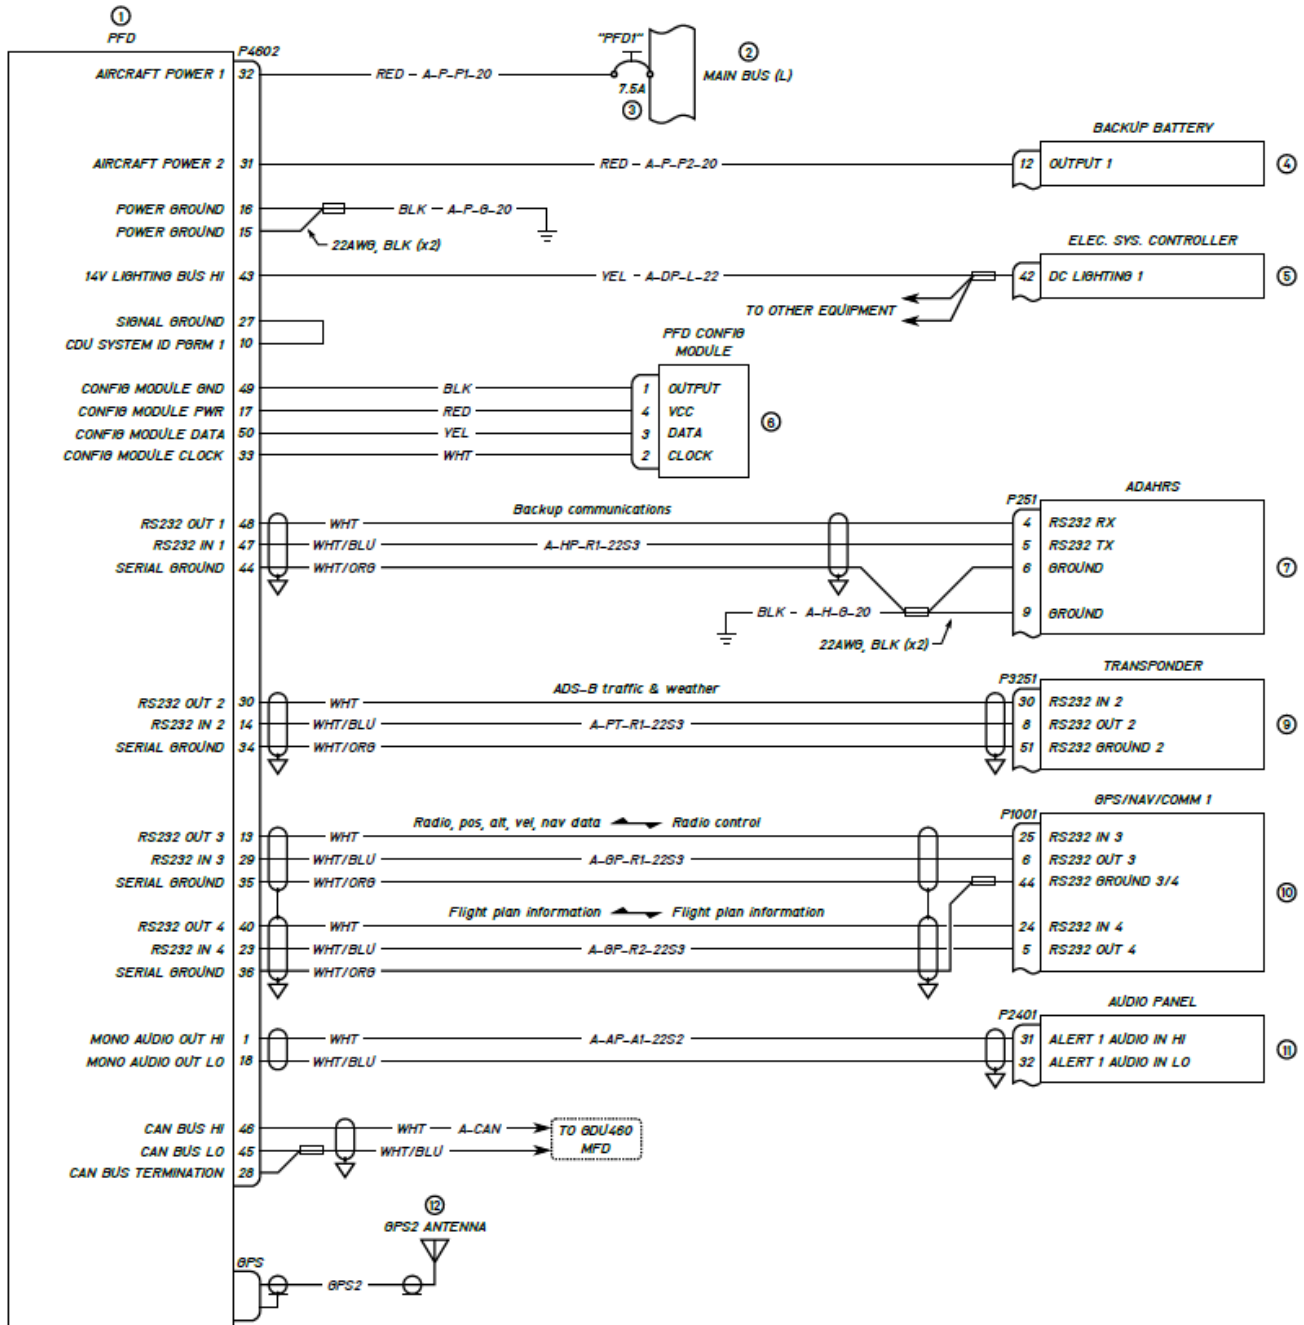 ① PFD
P4602
"PFD1"
② MAIN BUS (L)
AIRCRAFT POWER 1 32 RED - A-P-P1-20
7.5A
③
BACKUP BATTERY
AIRCRAFT POWER 2 31 RED - A-P-P2-20 12 OUTPUT 1 ④
POWER GROUND 16 BLK - A-P-G-20
POWER GROUND 15
22AWG, BLK (x2)
ELEC. SYS. CONTROLLER
14V LIGHTING BUS HI 43 YEL - A-DP-L-22 42 DC LIGHTING 1 ⑤
TO OTHER EQUIPMENT
SIGNAL GROUND 27
CDU SYSTEM ID PGRM 1 10
PFD CONFIG
MODULE
CONFIG MODULE GND 49 BLK 1 OUTPUT
CONFIG MODULE PWR 17 RED 4 VCC
⑥
CONFIG MODULE DATA 50 YEL 3 DATA
CONFIG MODULE CLOCK 33 WHT 2 CLOCK
ADAHRS
P251
Backup communications
RS232 OUT 1 48 WHT 4 RS232 RX
RS232 IN 1 47 WHT/BLU A-HP-R1-22S3 5 RS232 TX
SERIAL GROUND 44 WHT/ORG 6 GROUND ⑦
BLK - A-H-G-20 9 GROUND
22AWG, BLK (x2)
TRANSPONDER
P3251
ADS-B traffic & weather
RS232 OUT 2 30 WHT 30 RS232 IN 2
RS232 IN 2 14 WHT/BLU A-PT-R1-22S3 8 RS232 OUT 2 ⑨
SERIAL GROUND 34 WHT/ORG 51 RS232 GROUND 2
GPS/NAV/COMM 1
P1001
Radio, pos, alt, vel, nav data Radio control
RS232 OUT 3 13 WHT 25 RS232 IN 3
RS232 IN 3 29 WHT/BLU A-GP-R1-22S3 6 RS232 OUT 3
SERIAL GROUND 35 WHT/ORG 44 RS232 GROUND 3/4 ⑩
Flight plan information Flight plan information
RS232 OUT 4 40 WHT 24 RS232 IN 4
RS232 IN 4 23 WHT/BLU A-GP-R2-22S3 5 RS232 OUT 4
SERIAL GROUND 36 WHT/ORG
AUDIO PANEL
P2401
MONO AUDIO OUT HI 1 WHT A-AP-A1-22S2 31 ALERT 1 AUDIO IN HI
MONO AUDIO OUT LO 18 WHT/BLU 32 ALERT 1 AUDIO IN LO
⑪
CAN BUS HI 46 WHT A-CAN TO GDU460
CAN BUS LO 45 WHT/BLU MFD
CAN BUS TERMINATION 28
⑫
GPS2 ANTENNA
GPS
GPS2